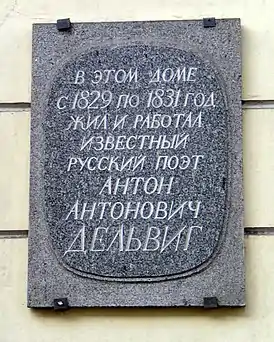 В ЭТОМ ДОМЕ
С 1829 ПО 1831 ГОД
ЖИЛ И РАБОТАЛ
ИЗВЕСТНЫЙ
РУССКИЙ ПОЭТ
АНТОН
АНТОНОВИЧ
ДЕЛЬВИГ